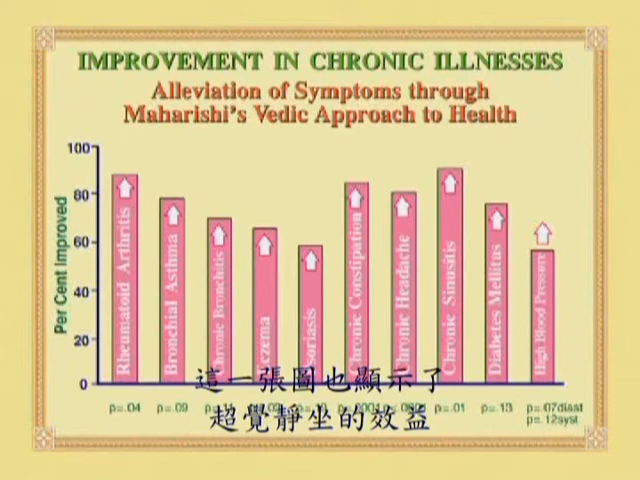 IMPROVEMENT IN CHRONIC ILLNESSES
Alleviation of Symptoms through
Maharishi's Vedic Approach to Health
Per Cent Improved
100
80
60
40
20
0
Rheumatoid Arthritis
Bronchial Asthma
Chronic Bronchitis
Eczema
Psoriasis
Chronic Constipation
Chronic Headache
Chronic Sinusitis
Diabetes Mellitus
High Blood Pressure
p=.04
p=.09
p=.01
p=.13
p=.07diast
p=.12syst
這一張圖也顯示了
超覺靜坐的效益